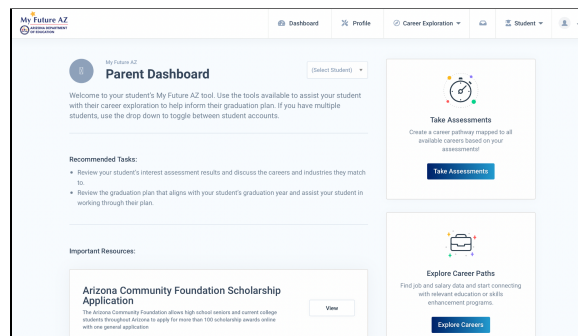 My Future AZ
ARIZONA DEPARTMENT
OF EDUCATION
Dashboard
Profile
Career Exploration
Student
My Future AZ
Parent Dashboard
(Select Student)
Welcome to your student's My Future AZ tool. Use the tools available to assist your student
with their career exploration to help inform their graduation plan. If you have multiple
students, use the drop down to toggle between student accounts.
Recommended Tasks:
• Review your student's interest assessment results and discuss the careers and industries they match
to.
• Review the graduation plan that aligns with your student's graduation year and assist your student in
working through their plan.
Important Resources:
Arizona Community Foundation Scholarship
Application
The Arizona Community Foundation allows high school seniors and current college
students throughout Arizona to apply for more than 100 scholarship awards online
with one general application
View
Take Assessments
Create a career pathway mapped to all
available careers based on your
assessments!
Take Assessments
Explore Career Paths
Find job and salary data and start connecting
with relevant education or skills
enhancement programs.
Explore Careers